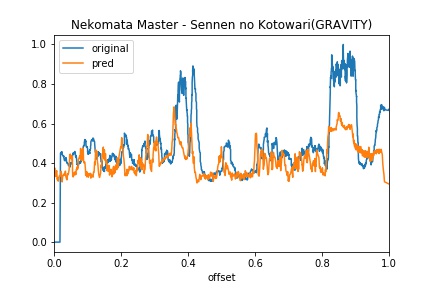 Nekomata Master - Sennen no Kotowari(GRAVITY)
original
pred
1.0
0.8
0.6
0.4
0.2
0.0
0.0 0.2 0.4 0.6 0.8 1.0
offset